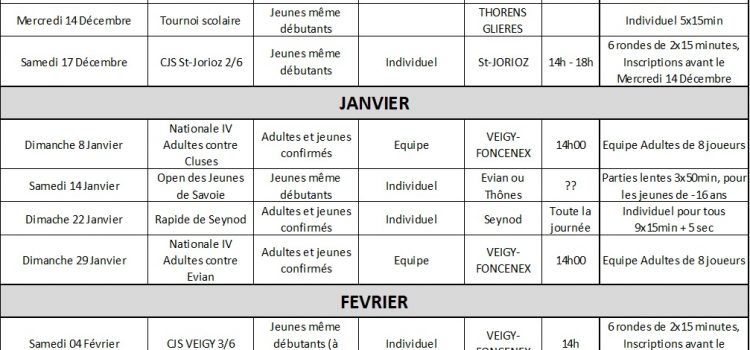 Mercredi 14 Décembre Tournoi scolaire Jeunes même débutants THORENS GLIERES Individuel 5x15min
Samedi 17 Décembre CJS St-Jorioz 2/6 Jeunes même débutants Individuel St-JORIOZ 14h - 18h 6 rondes de 2x15 minutes, Inscriptions avant le Mercredi 14 Décembre
JANVIER
Dimanche 8 Janvier Nationale IV Adultes contre Cluses Adultes et jeunes confirmés Equipe VEIGY-FONCENEX 14h00 Equipe Adultes de 8 joueurs
Samedi 14 Janvier Open des Jeunes de Savoie Jeunes même débutants Individuel Evian ou Thônes ?? Parties lentes 3x50min, pour les jeunes de -16 ans
Dimache 22 Janvier Rapide de Seynod Adultes et jeunes confirmés Individuel Seynod Toute la journée Individuel pour tous 9x15min + 5 sec
Dimanche 29 Janvier Nationale IV Adultes contre Evian Adultes et jeunes confirmés Equipe VEIGY-FONCENEX 14h00 Equipe Adultes de 8 joueurs
FEVRIER
Samedi 04 Février CJS VEIGY 3/6 Jeunes même débutants (à Individuel VEIGY-FONCENEX 14h 6 rondes de 2x15 minutes, Inscriptions avant le